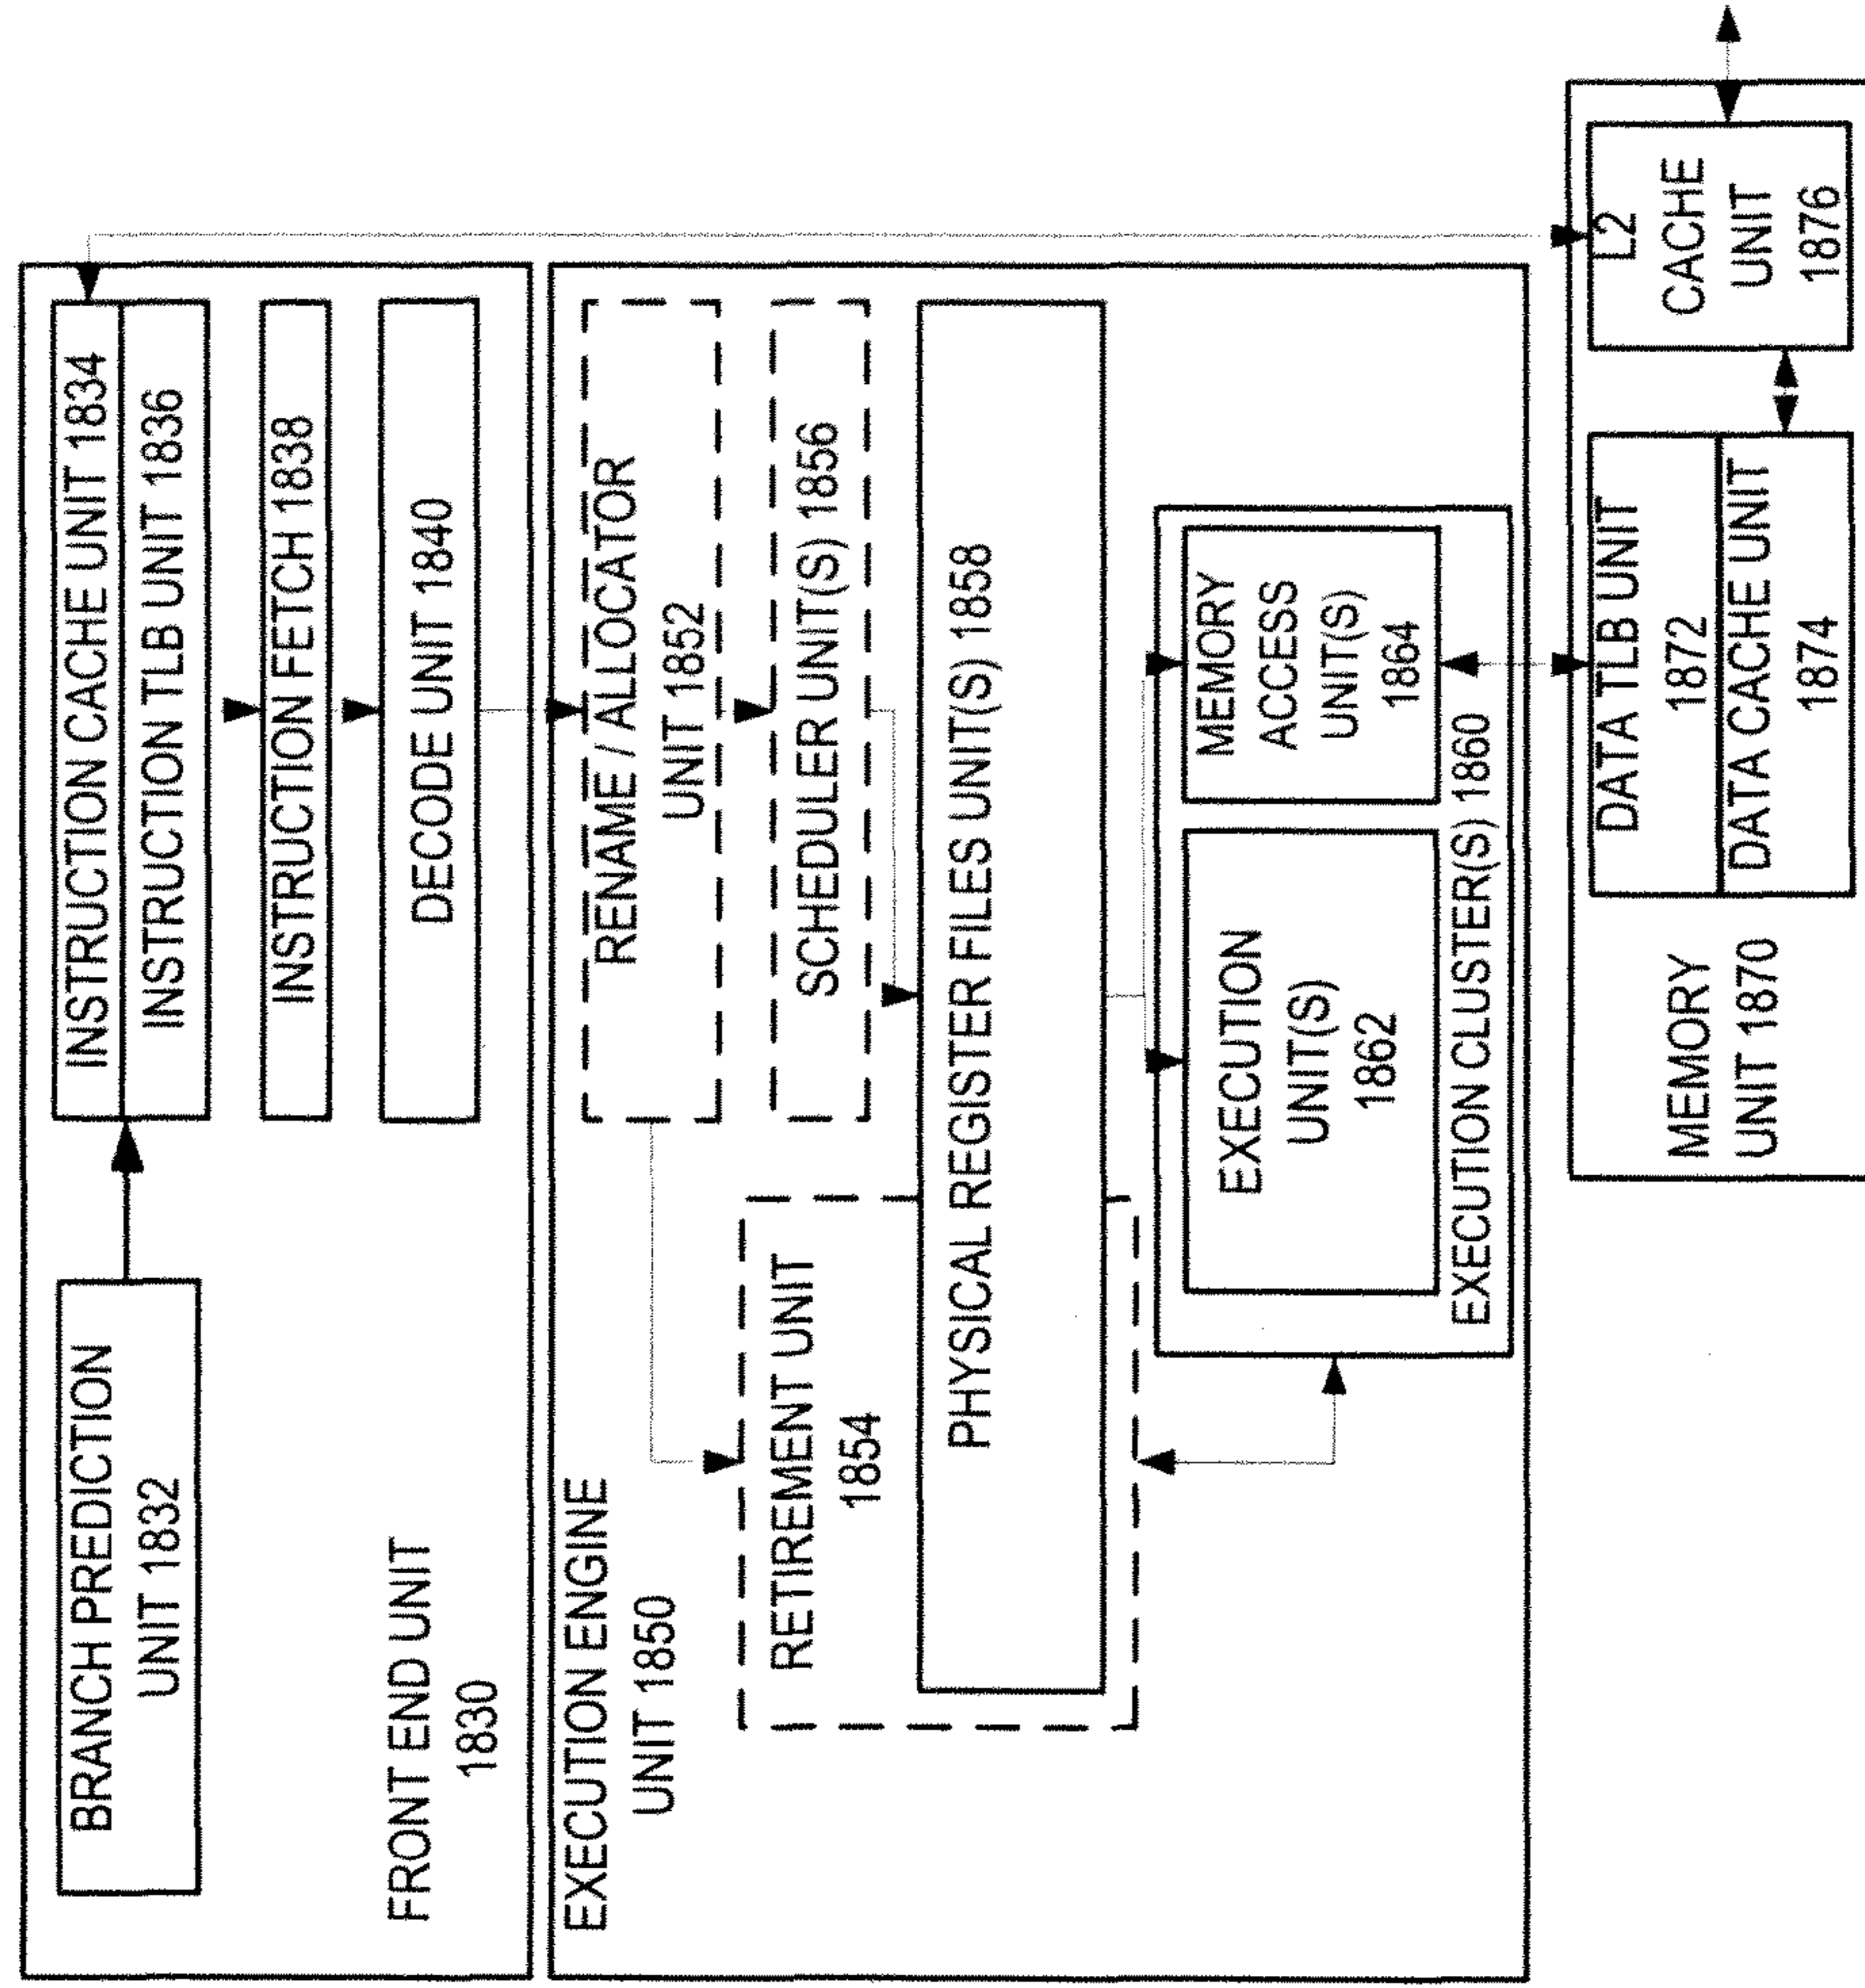 BRANCH PREDICTION
UNIT 1832
INSTRUCTION CACHE UNIT 1834
INSTRUCTION TLB UNIT 1836
INSTRUCTION FETCH 1838
DECODE UNIT 1840
FRONT END UNIT
1830
EXECUTION ENGINE
UNIT 1850
RENAME / ALLOCATOR
UNIT 1852
SCHEDULER UNIT(S) 1856
RETIREMENT UNIT
1854
PHYSICAL REGISTER FILES UNIT(S) 1858
EXECUTION
UNIT(S)
1862
MEMORY
ACCESS
UNIT(S)
1864
EXECUTION CLUSTER(S) 1860
MEMORY
UNIT 1870
DATA TLB UNIT
1872
DATA CACHE UNIT
1874
L2
CACHE
UNIT
1876